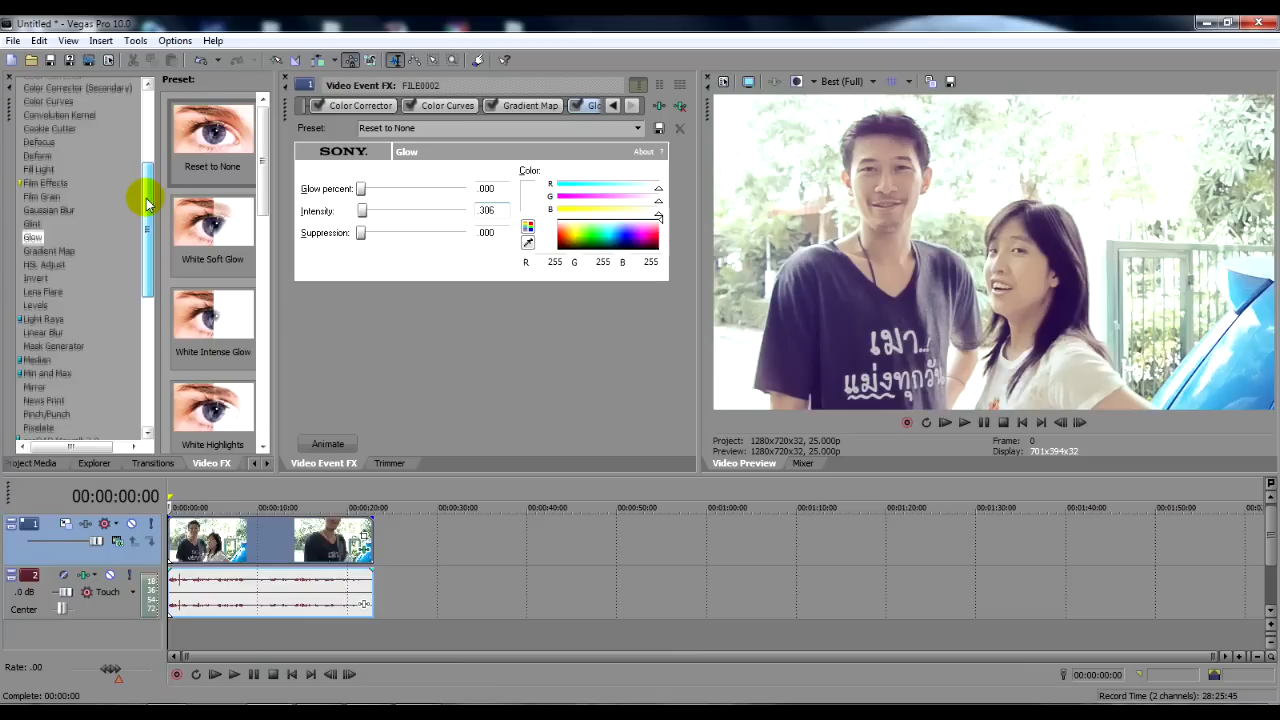 Untitled * - Vegas Pro 10.0
File Edit View Insert Tools Options Help
Color Corrector (Secondary)
Color Curves
Convolution Kernel
Cookie Cutter
Defocus
Deform
Fill Light
Film Effects
Film Grain
Gaussian Blur
Glint
Glow
Gradient Map
HSL Adjust
Invert
Lens Flare
Levels
Light Rays
Linear Blur
Mask Generator
Median
Min and Max
Mirror
News Print
Pinch/Punch
Pixelate
Preset:
Reset to None
White Soft Glow
White Intense Glow
White Highlights
Project Media Explorer Transitions Video FX
1 Video Event FX: FILE0002
Color Corrector Color Curves Gradient Map Glo
Preset: Reset to None
SONY. Glow About ?
Glow percent: .000
Intensity: .306
Suppression: .000
Color:
R
G
B
R 255 G 255 B 255
Animate
Video Event FX Trimmer
Best (Full)
เมา...
แม่งทุกวัน
Project: 1280x720x32, 25.000p Frame: 0
Preview: 1280x720x32, 25.000p Display: 701x394x32
Video Preview Mixer
00:00:00:00
00:00:00:00 00:00:10:00 00:00:20:00 00:00:30:00 00:00:40:00 00:00:50:00 00:01:00:00 00:01:10:00 00:01:20:00 00:01:30:00 00:01:40:00 00:01:50:00
1
2
.0 dB Touch
Center
18
36
54
72
Rate: .00
00:00:00:00
Complete: 00:00:00 Record Time (2 channels): 28:25:45